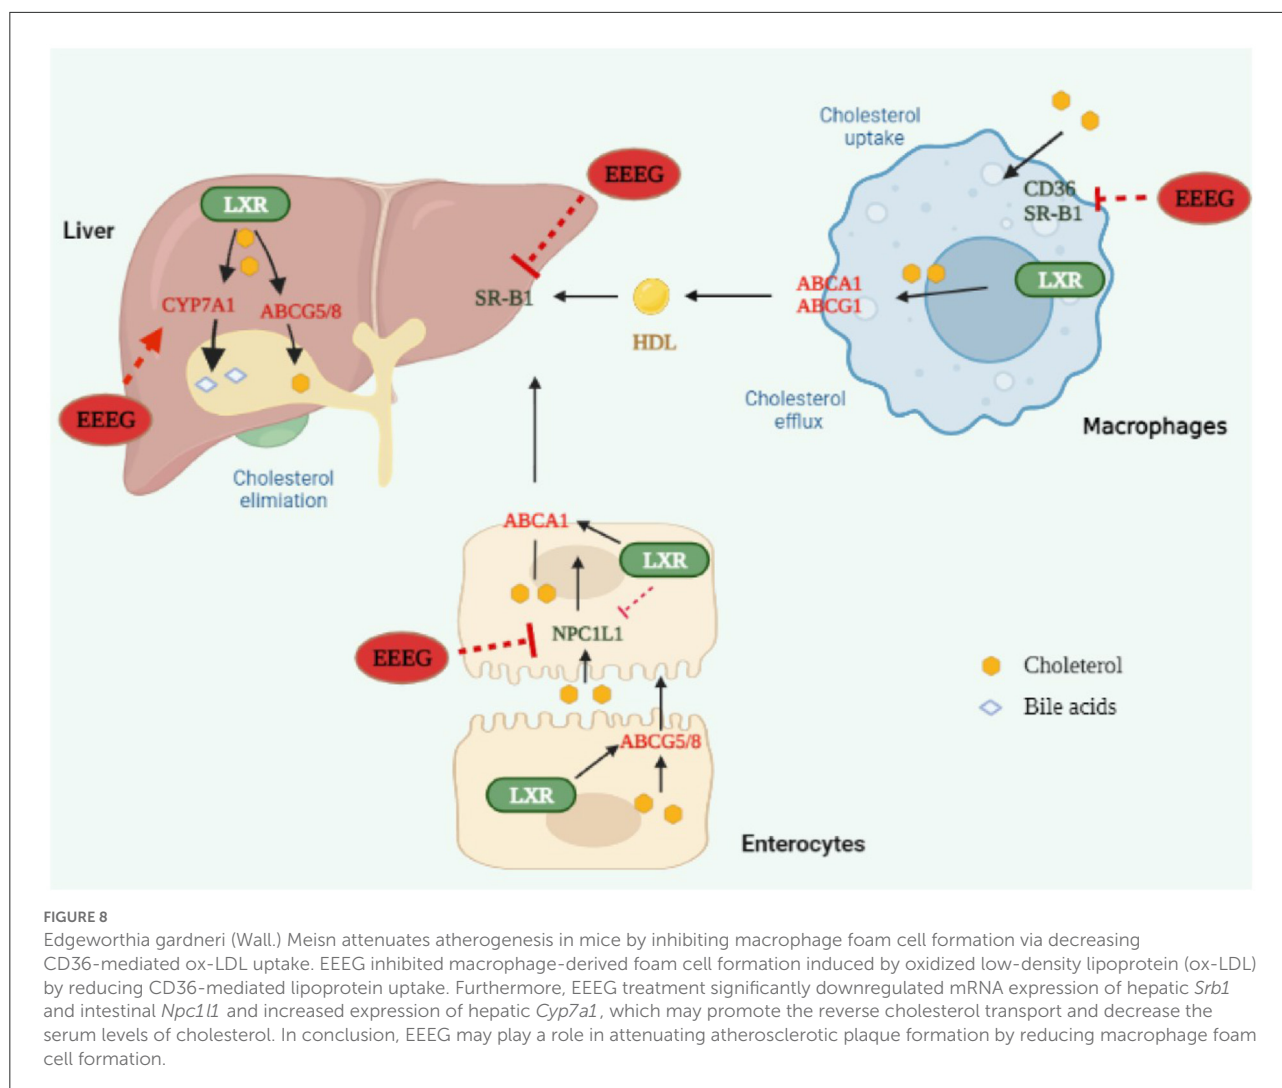 Cholesterol
uptake
EEEG
CD36
SR-B1
EEEG
LXR
Liver
LXR
ABCA1
ABCG1
SR-B1
CYP7A1
ABCG5/8
HDL
EEEG
Cholesterol
efflux
Macrophages
Cholesterol
elimiation
ABCA1
LXR
NPC1L1
EEEG
Choleterol
Bile acids
ABCG5/8
LXR
Enterocytes
FIGURE 8
Edgeworthia gardneri (Wall.) Meisn attenuates atherogenesis in mice by inhibiting macrophage foam cell formation via decreasing
CD36-mediated ox-LDL uptake. EEEG inhibited macrophage-derived foam cell formation induced by oxidized low-density lipoprotein (ox-LDL)
by reducing CD36-mediated lipoprotein uptake. Furthermore, EEEG treatment significantly downregulated mRNA expression of hepatic Srb1
and intestinal Npc1l1 and increased expression of hepatic Cyp7a1, which may promote the reverse cholesterol transport and decrease the
serum levels of cholesterol. In conclusion, EEEG may play a role in attenuating atherosclerotic plaque formation by reducing macrophage foam
cell formation.